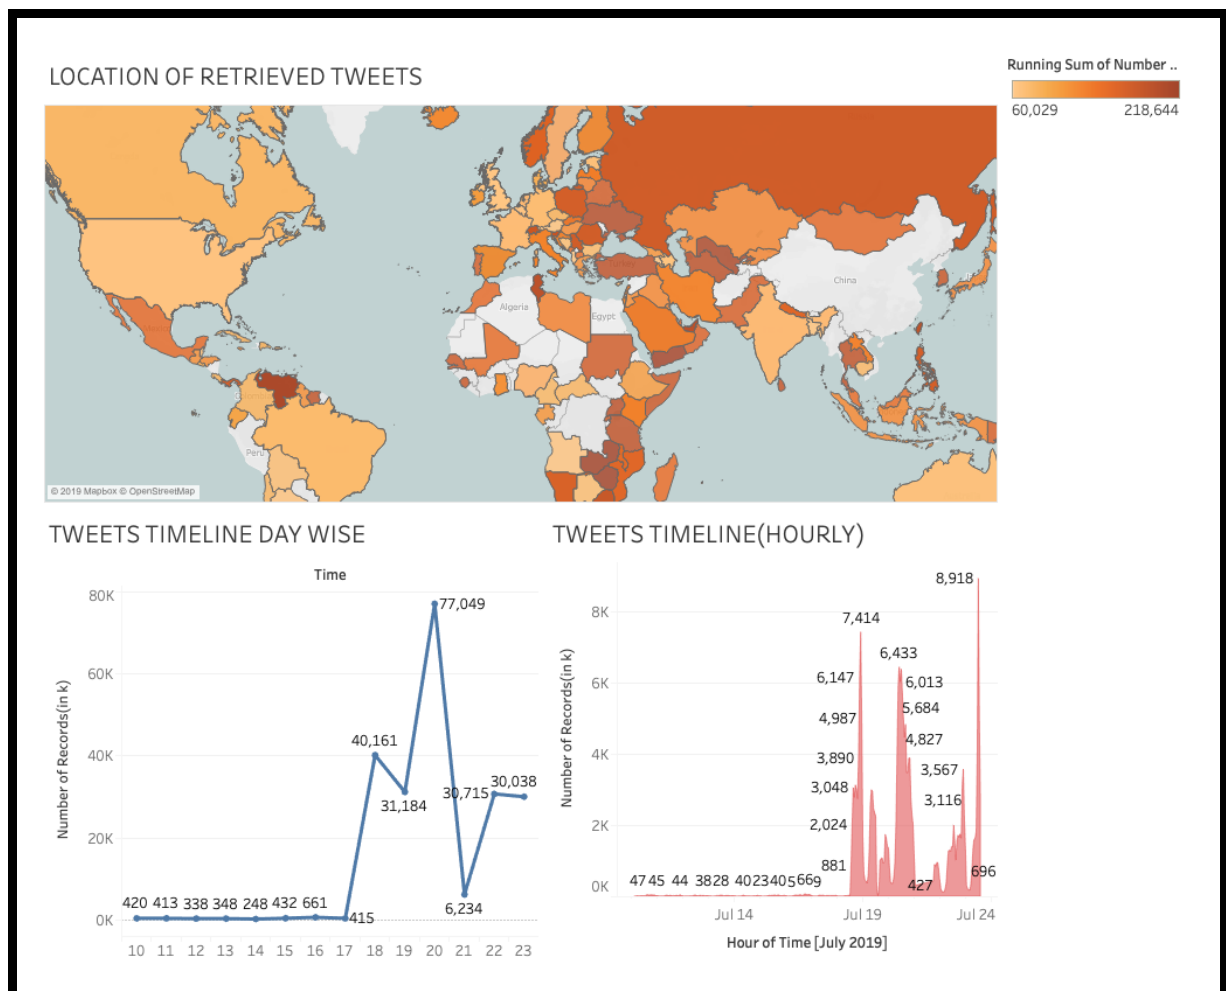 LOCATION OF RETRIEVED TWEETS
Running Sum of Number ..
60,029 218,644
China
Algeria
Egypt
Mexico
Peru
© 2019 Mapbox © OpenStreetMap
TWEETS TIMELINE DAY WISE
Time
Number of Records(in k)
80K
60K
40K
20K
0K
77,049
40,161
31,184
30,715
30,038
6,234
420 413 338 348 248 432 661 415
10 11 12 13 14 15 16 17 18 19 20 21 22 23
TWEETS TIMELINE(HOURLY)
Number of Records(in k)
8K
6K
4K
2K
0K
8,918
7,414
6,433
6,147
6,013
5,684
4,987
4,827
3,890
3,567
3,048
3,116
2,024
881
696
427
47 45 44 38 28 40 23 40 5 66 9
Jul 14 Jul 19 Jul 24
Hour of Time [July 2019]